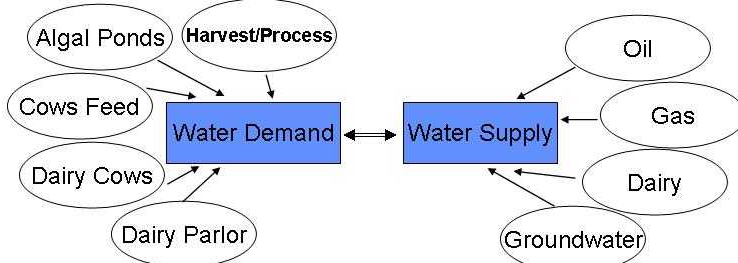 Algal Ponds
Harvest/Process
Oil
Cows Feed
Gas
Water Demand
Water Supply
Dairy Cows
Dairy
Dairy Parlor
Groundwater